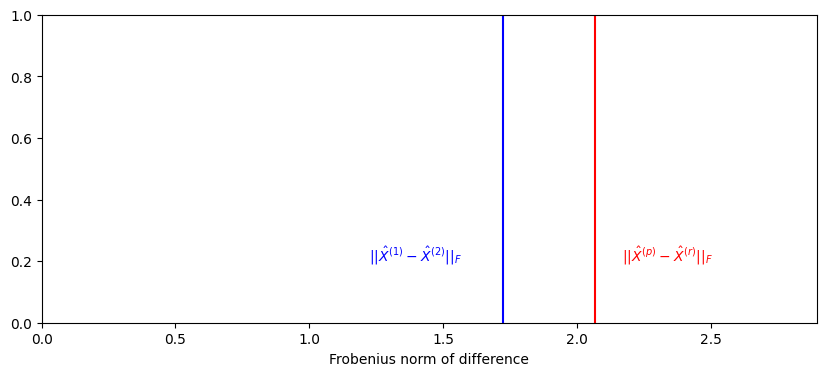 1.0
0.8
0.6
0.4
||X̂⁽¹⁾ − X̂⁽²⁾||_F
||X̂⁽ᵖ⁾ − X̂⁽ʳ⁾||_F
0.2
0.0
0.0 0.5 1.0 1.5 2.0 2.5
Frobenius norm of difference